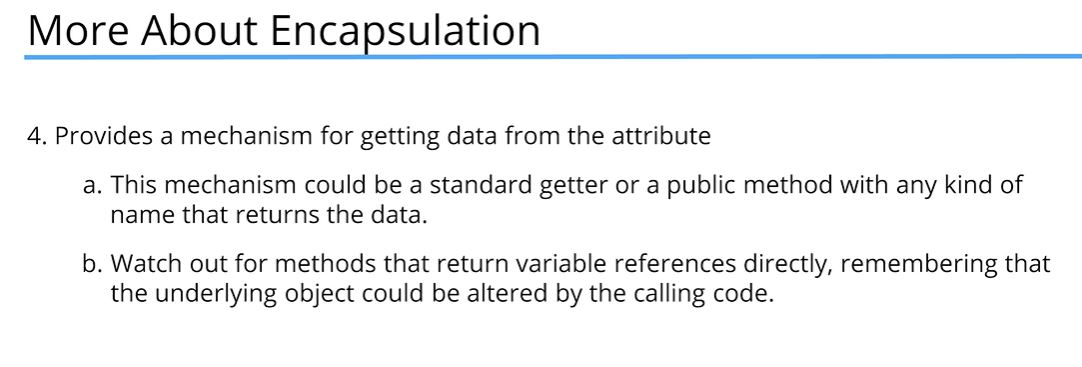 More About Encapsulation
4. Provides a mechanism for getting data from the attribute
a. This mechanism could be a standard getter or a public method with any kind of
name that returns the data.
b. Watch out for methods that return variable references directly, remembering that
the underlying object could be altered by the calling code.